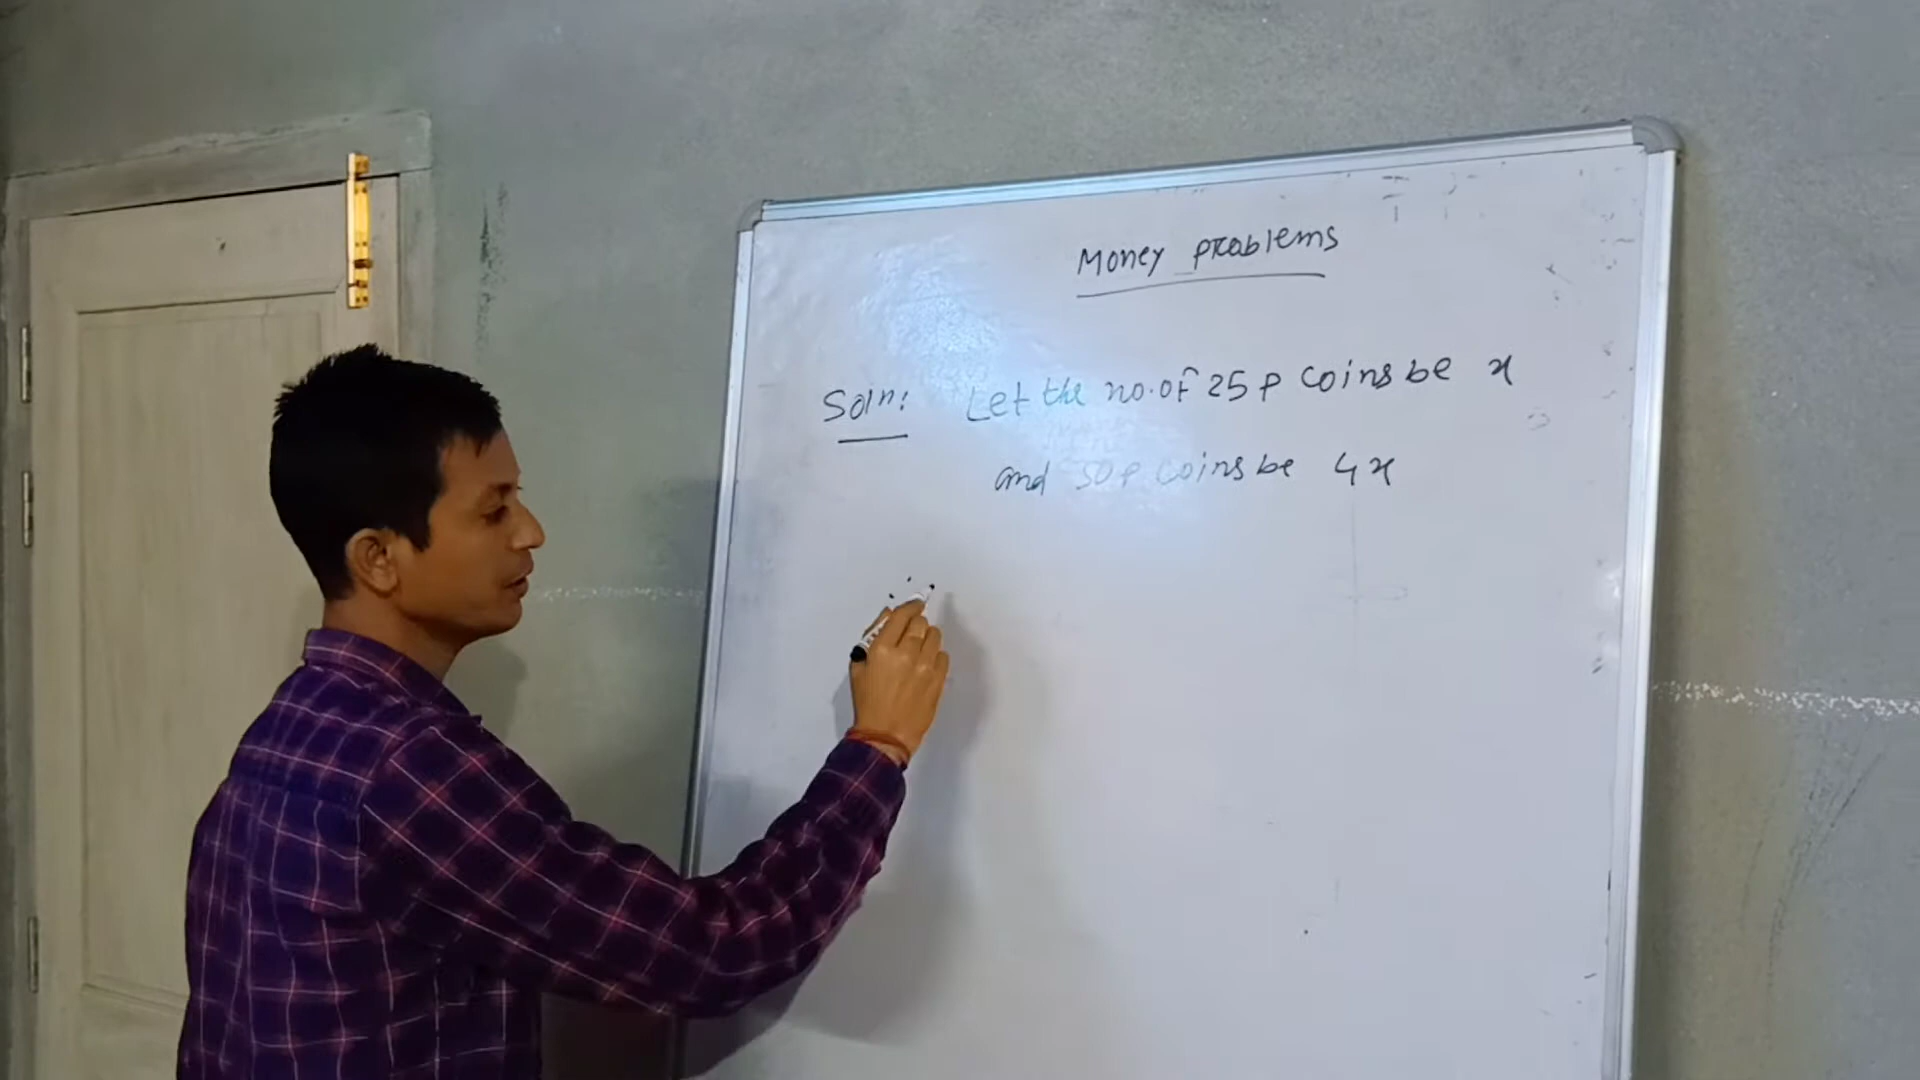 Money problems
Soln: Let the no. of 25 P coins be x
and 50 P coins be 4x